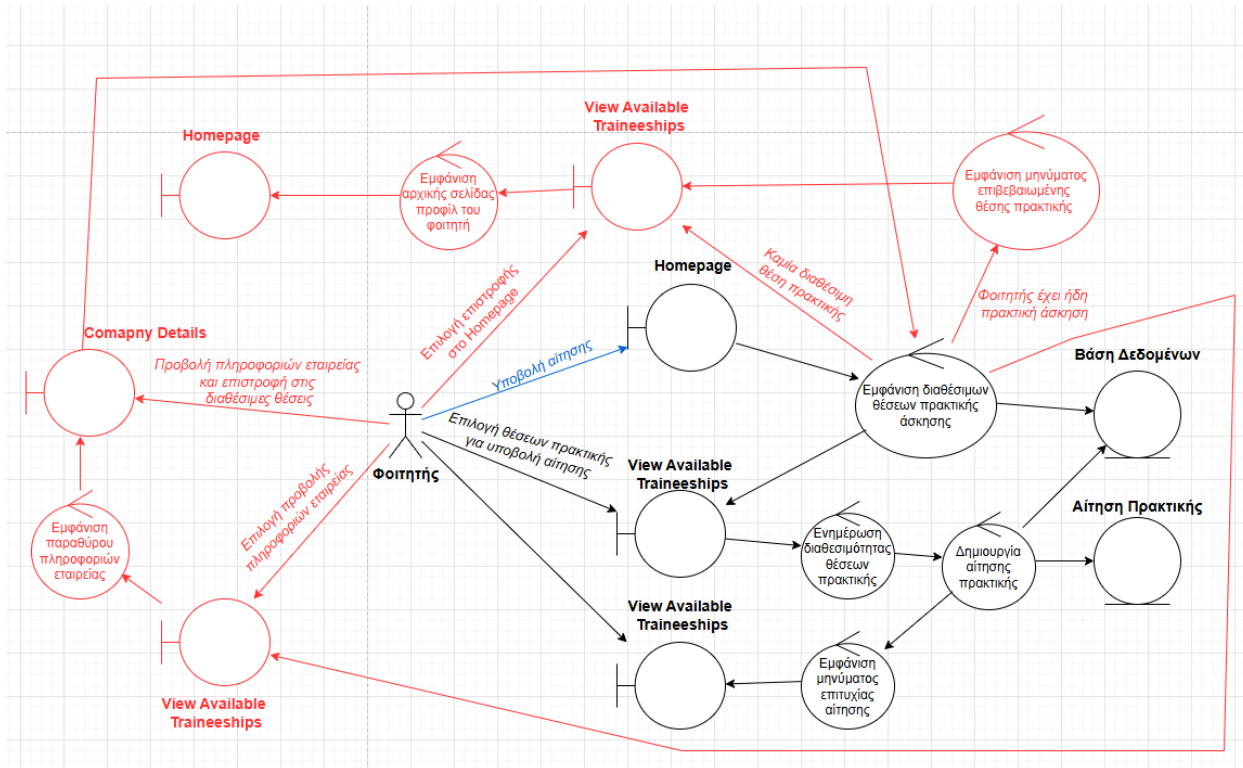 View Available
Traineeships
Homepage
Εμφάνιση
αρχικής σελίδας
προφίλ του
φοιτητή
Εμφάνιση μηνύματος
επιβεβαιωμένης
θέσης πρακτικής
Επιλογή επιστροφής
στο Homepage
Καμία διαθέσιμη
θέση πρακτικής
Homepage
Φοιτητής έχει ήδη
πρακτική άσκηση
Comapny Details
Προβολή πληροφοριών εταιρείας
και επιστροφή στις
διαθέσιμες θέσεις
Υποβολή αίτησης
Βάση Δεδομένων
Εμφάνιση διαθέσιμων
θέσεων πρακτικής
άσκησης
Επιλογή θέσεων πρακτικής
για υποβολή αίτησης
Φοιτητής
Επιλογή προβολής
πληροφοριών εταιρείας
View Available
Traineeships
Αίτηση Πρακτικής
Εμφάνιση
παραθύρου
πληροφοριών
εταιρείας
Ενημέρωση
διαθεσιμότητας
θέσεων
πρακτικής
Δημιουργία
αίτησης
πρακτικής
View Available
Traineeships
Εμφάνιση
μηνύματος
επιτυχίας
αίτησης
View Available
Traineeships